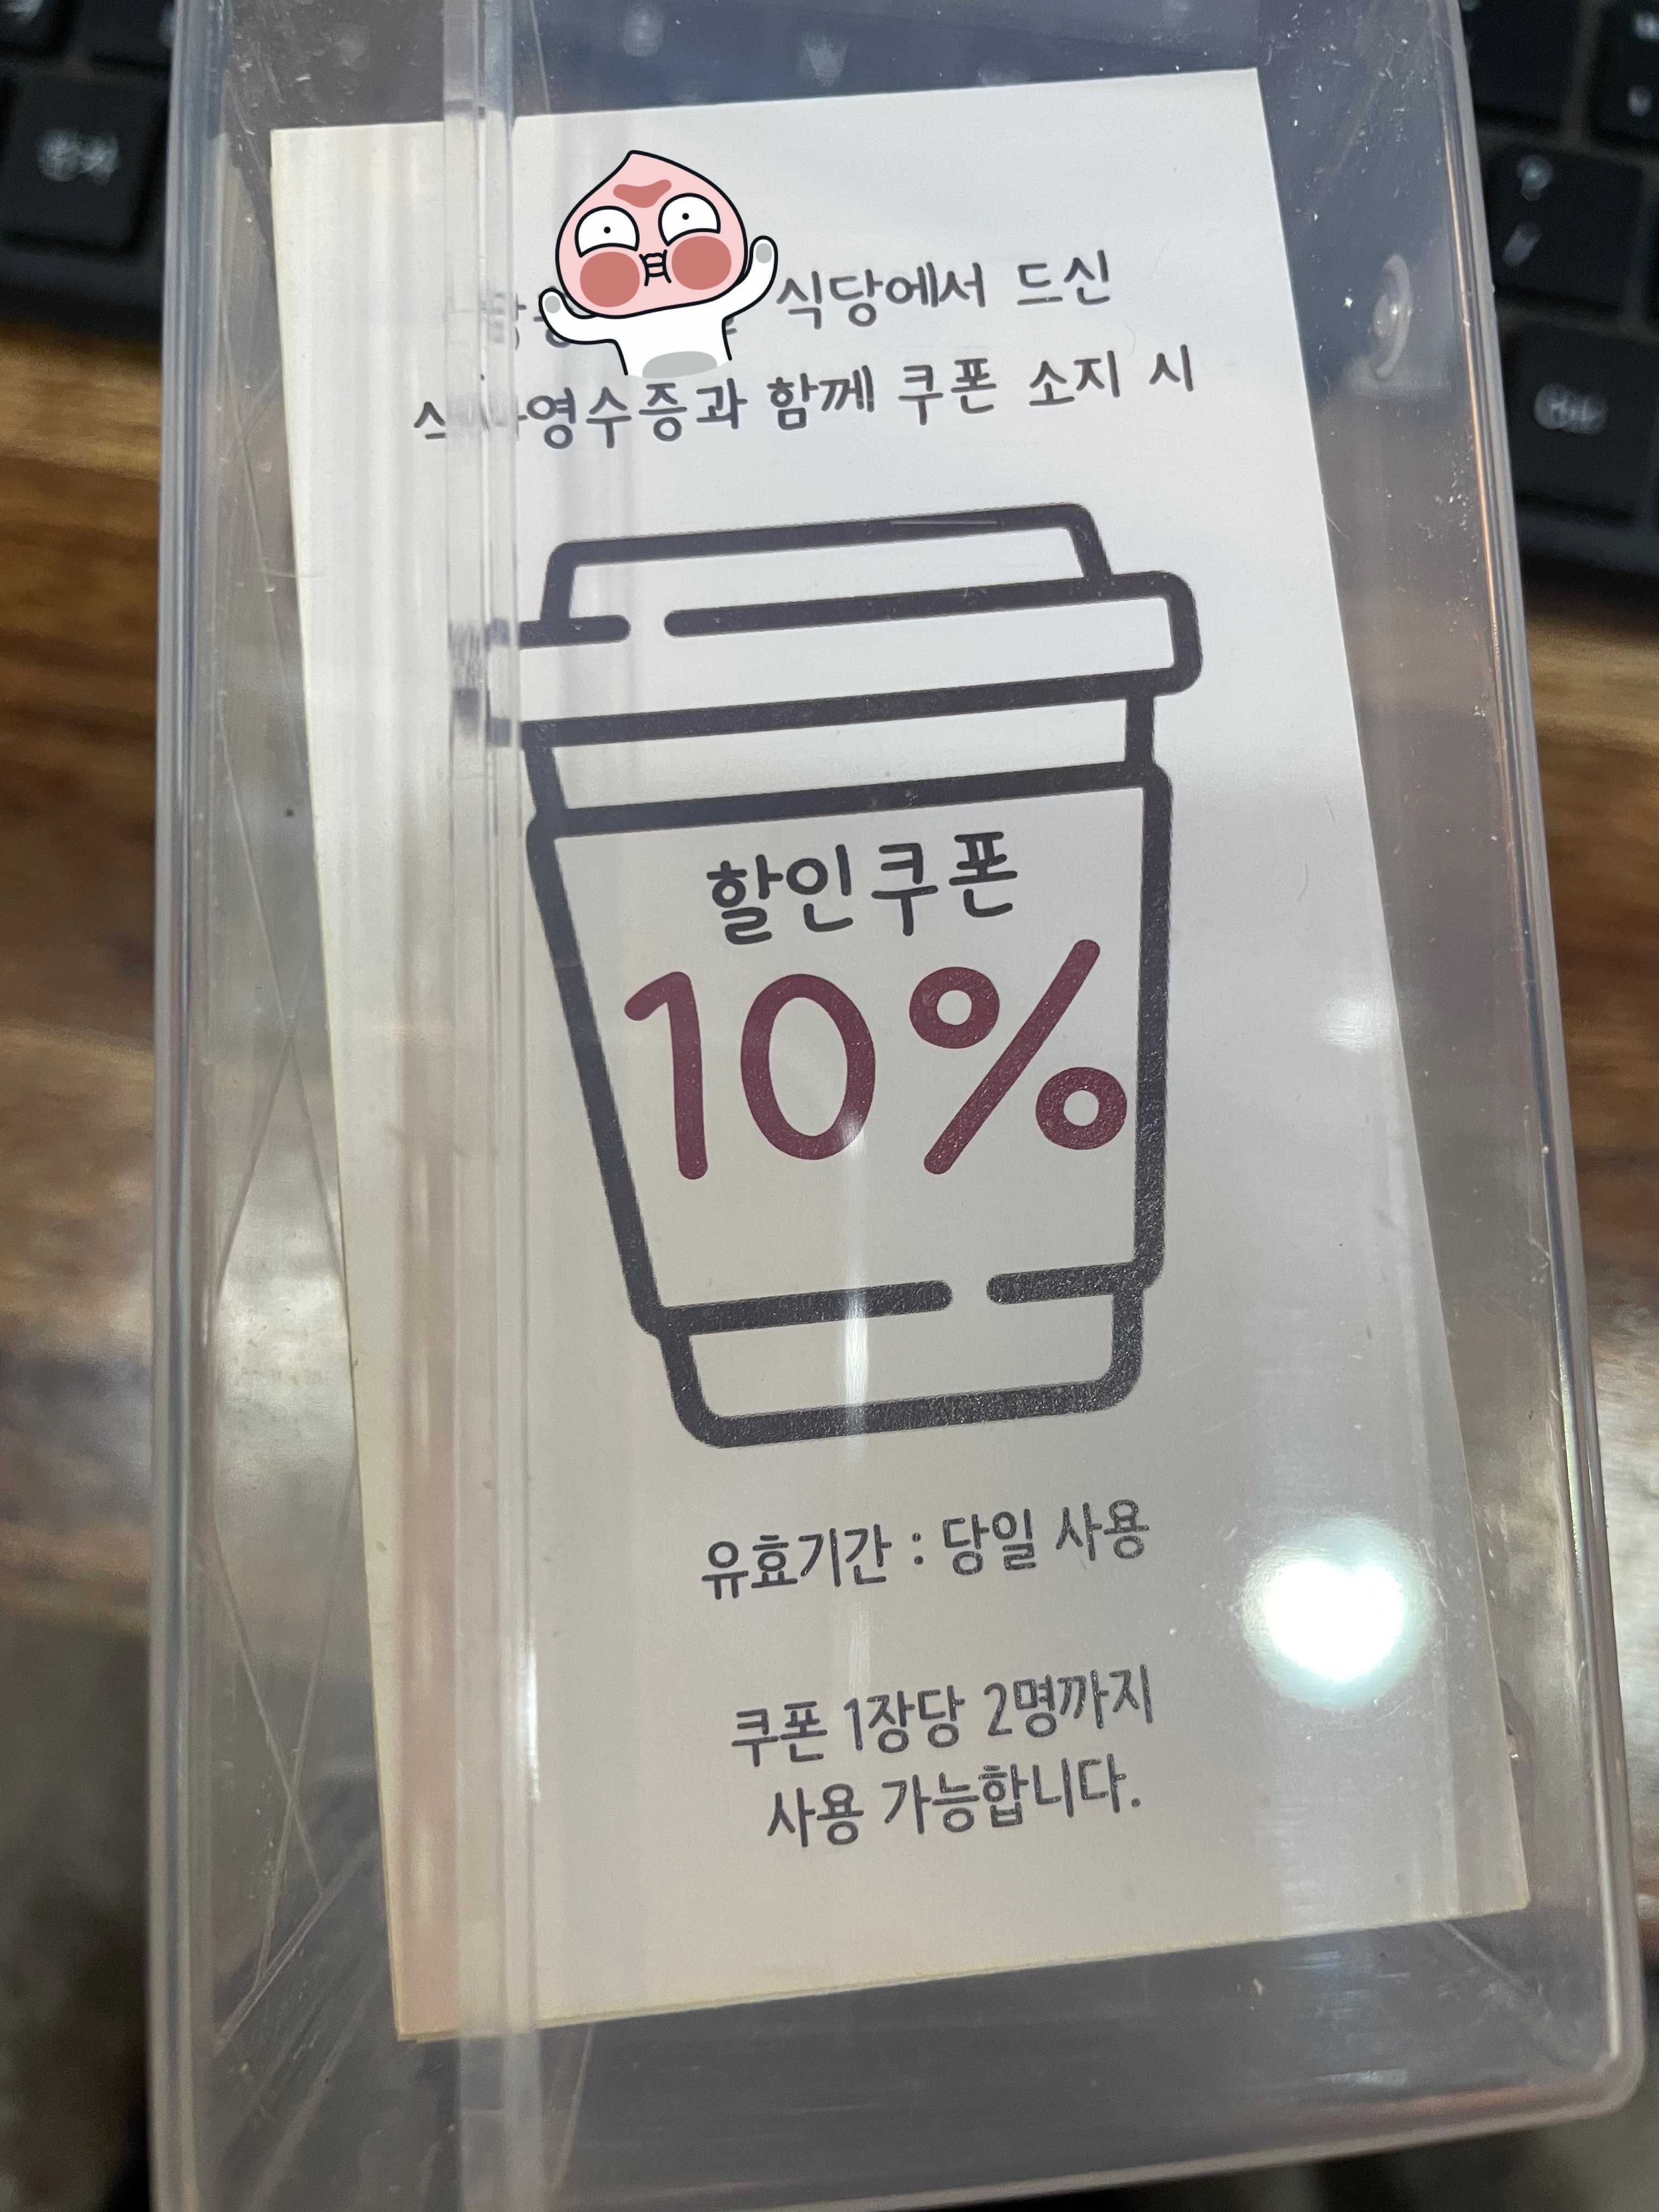 식당에서 드신
영수증과 함께 쿠폰 소지 시
할인쿠폰
10%
유효기간 : 당일 사용
쿠폰 1장당 2명까지
사용 가능합니다.